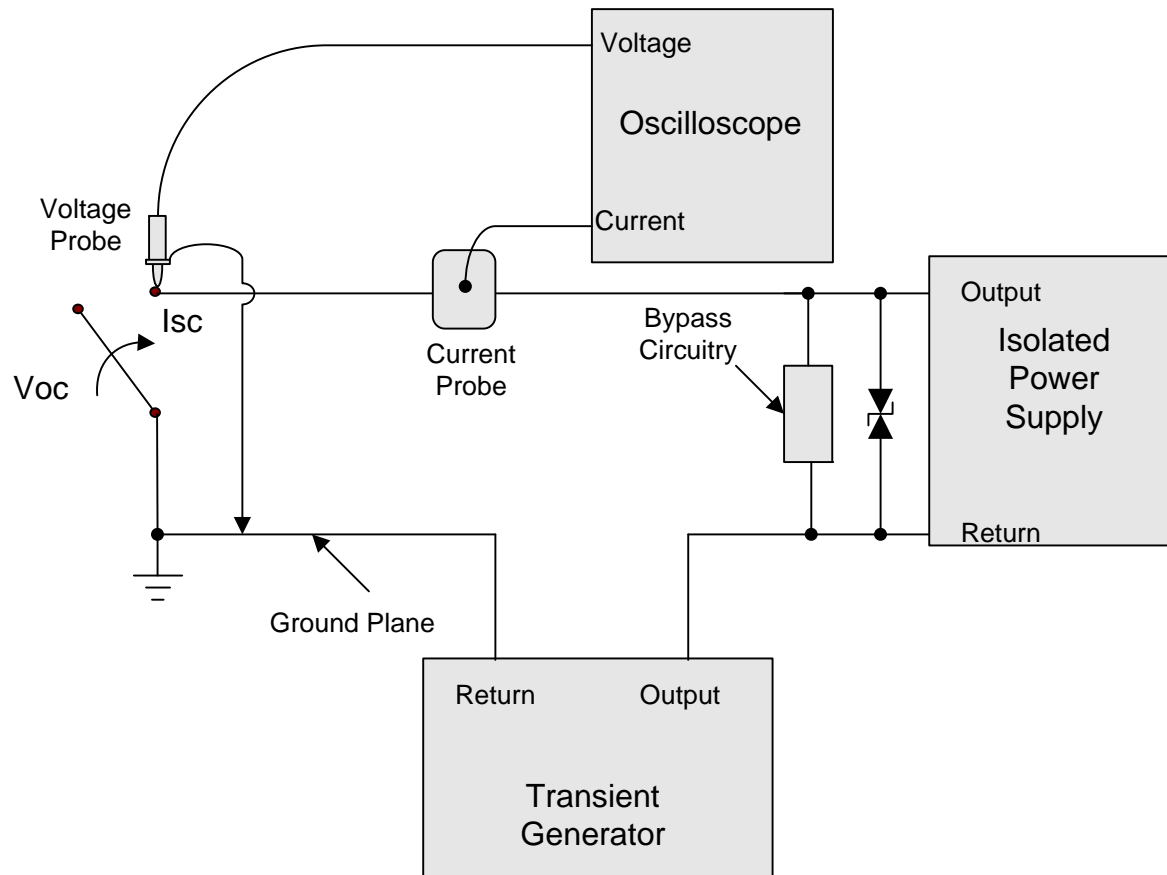 Voltage
Oscilloscope
Current
Voltage
Probe
Isc
Voc
Current
Probe
Bypass
Circuitry
Output
Isolated
Power
Supply
Return
Ground Plane
Return
Output
Transient
Generator